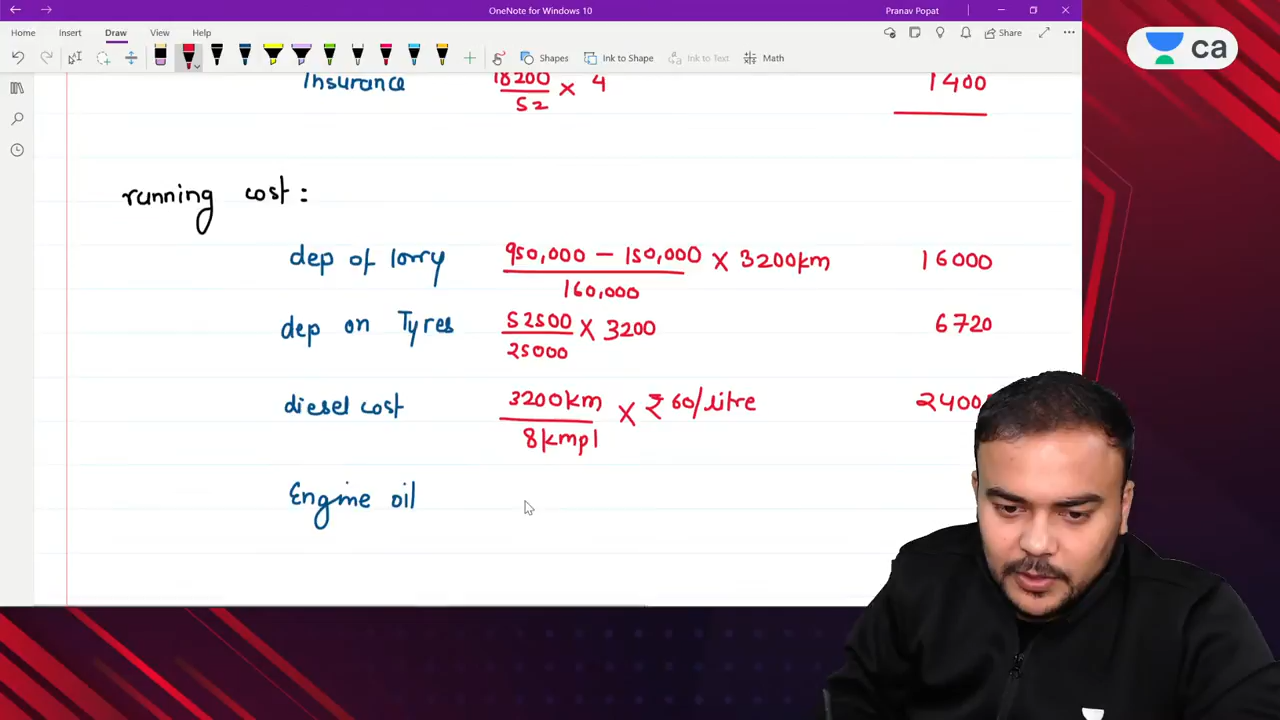 OneNote for Windows 10
Pranav Popat
Home Insert Draw View Help
Share
Shapes Ink to Shape Ink to Text Math
ca
Insurance 18200/52 × 4 1400
running cost:
dep of lorry 950,000 - 150,000 × 3200km 16000
160,000
dep on Tyres 52500 × 3200 6720
25000
diesel cost 3200km × ₹60/litre 2400
8kmpl
Engine oil